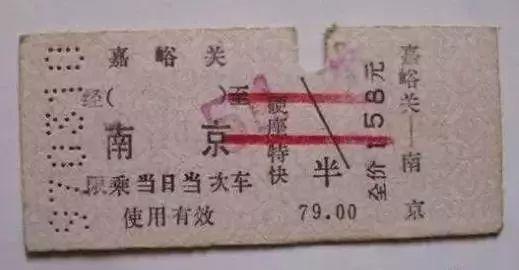 嘉峪关
经( )至
南京
限乘当日当次车
使用有效
硬座特快
半
79.00
全价158元
嘉峪关—南京